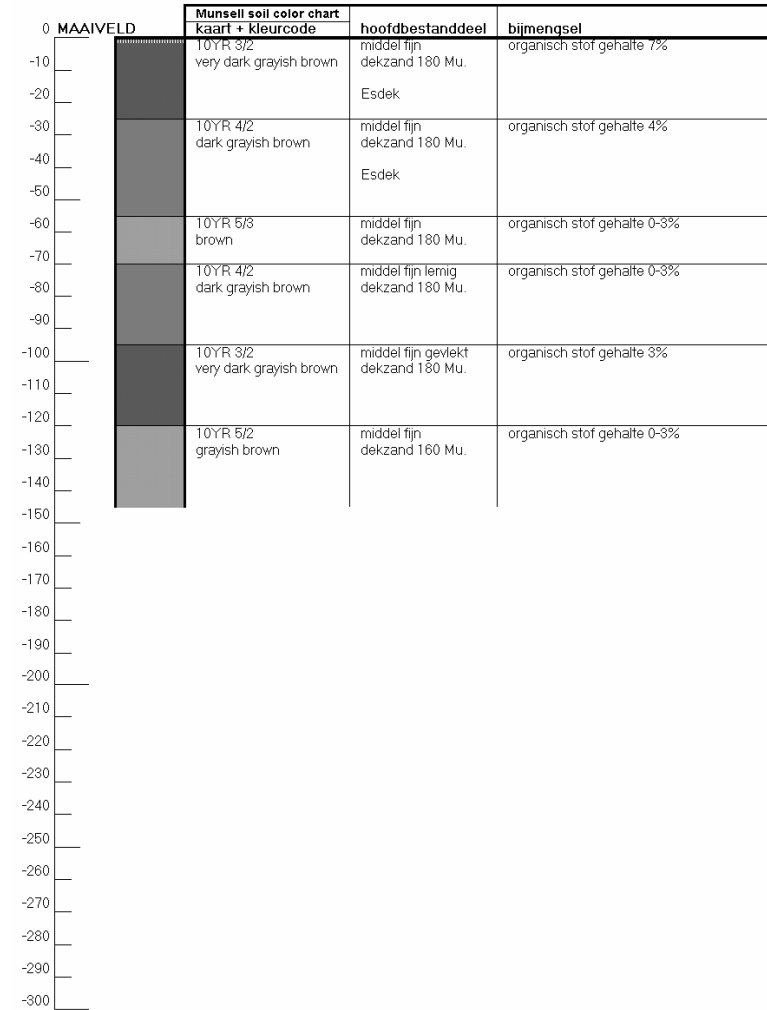 Munsell soil color chart
0 MAAIVELD kaart + kleurcode hoofdbestanddeel bijmengsel
10YR 3/2 middel fijn organisch stof gehalte 7%
-10 very dark grayish brown dekzand 180 Mu.
-20 Esdek
-30 10YR 4/2 middel fijn organisch stof gehalte 4%
dark grayish brown dekzand 180 Mu.
-40
Esdek
-50
-60 10YR 5/3 middel fijn organisch stof gehalte 0-3%
brown dekzand 180 Mu.
-70
10YR 4/2 middel fijn lemig organisch stof gehalte 0-3%
-80 dark grayish brown dekzand 180 Mu.
-90
-100 10YR 3/2 middel fijn gevlekt organisch stof gehalte 3%
very dark grayish brown dekzand 180 Mu.
-110
-120
10YR 5/2 middel fijn organisch stof gehalte 0-3%
-130 grayish brown dekzand 160 Mu.
-140
-150
-160
-170
-180
-190
-200
-210
-220
-230
-240
-250
-260
-270
-280
-290
-300